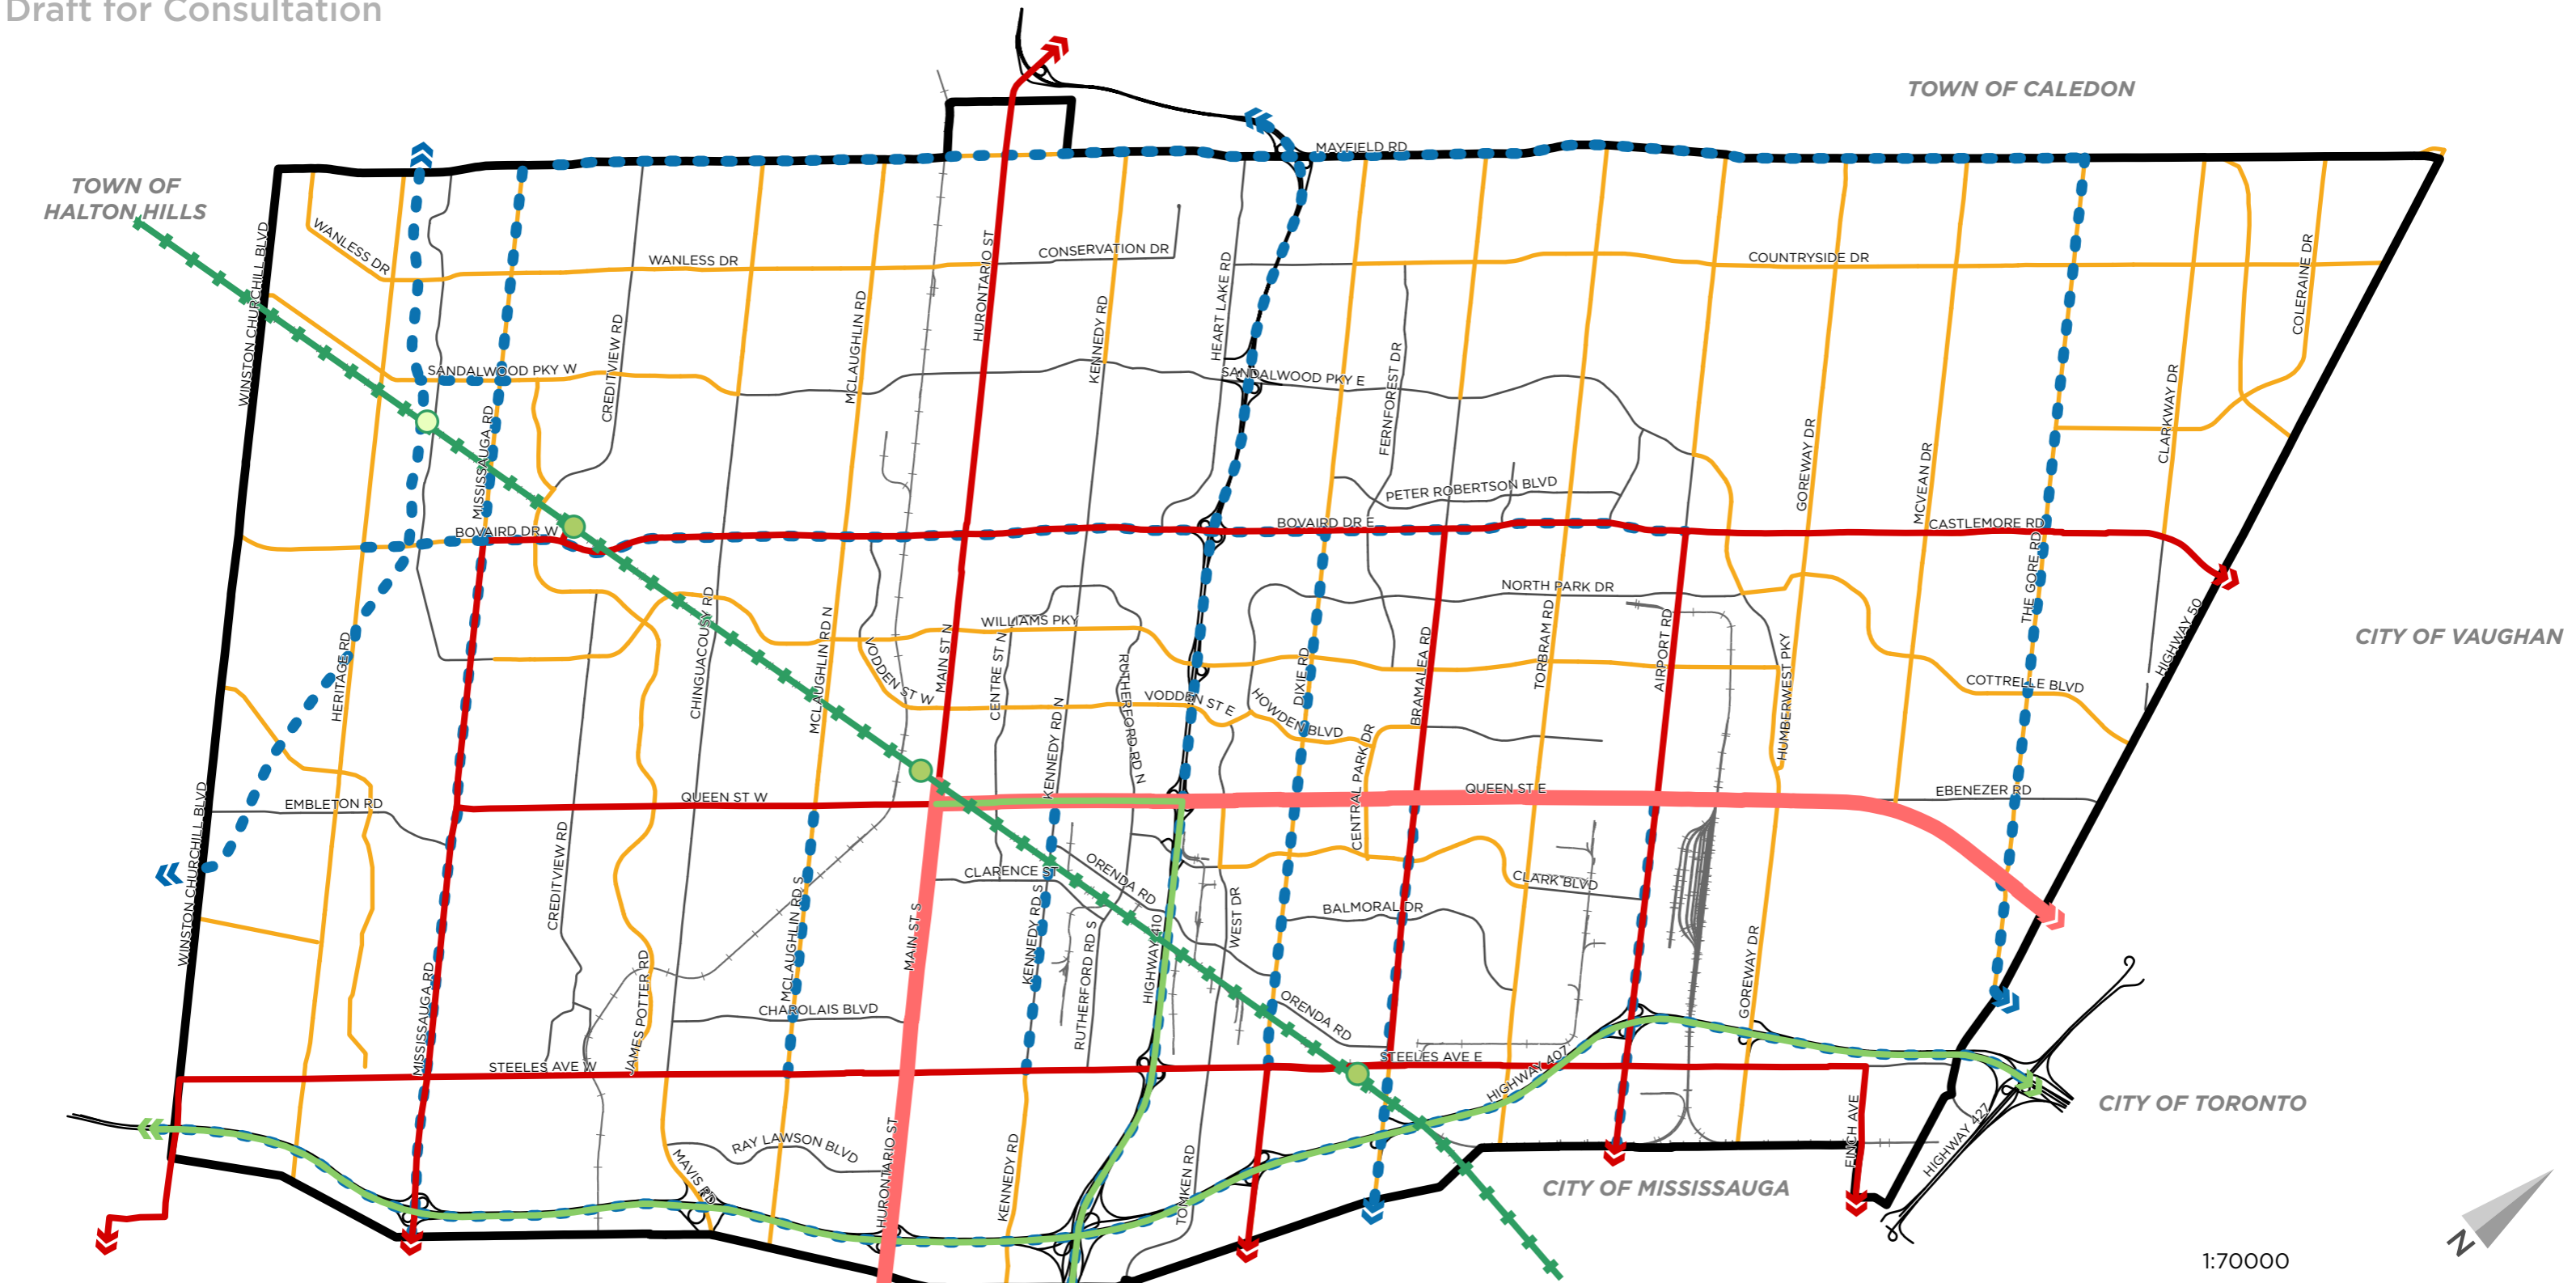 Draft for Consultation
TOWN OF CALEDON
MAYFIELD RD
TOWN OF
HALTON HILLS
WINSTON CHURCHILL BLVD
WANLESS DR
WANLESS DR
CONSERVATION DR
COUNTRYSIDE DR
HURONTARIO ST
HEART LAKE RD
COLERAINE DR
MCLAUGHLIN RD
KENNEDY RD
CREDITVIEW RD
FERNFOREST DR
SANDALWOOD PKY W
SANDALWOOD PKY E
MISSISSAUGA RD
GOREWAY DR
MCVEAN DR
CLARKWAY DR
PETER ROBERTSON BLVD
BOVAIRD DR W
BOVAIRD DR E
CASTLEMORE RD
THE GORE RD
NORTH PARK DR
CHINGUACOUSY RD
MCLAUGHLIN RD N
WILLIAMS PKY
HERITAGE RD
VODDEN ST W
MAIN ST N
CENTRE ST N
RUTHERFORD RD N
VODDEN ST E
HOWDEN BLVD
DIXIE RD
BRAMALEA RD
TORBRAM RD
AIRPORT RD
HUMBERWEST PKY
COTTRELLE BLVD
HIGHWAY 50
CITY OF VAUGHAN
KENNEDY RD N
CENTRAL PARK DR
EMBLETON RD
QUEEN ST W
QUEEN ST E
EBENEZER RD
WINSTON CHURCHILL BLVD
CREDITVIEW RD
CLARENCE ST
ORENDA RD
CLARK BLVD
BALMORAL DR
MCLAUGHLIN RD S
MAIN ST S
KENNEDY RD S
RUTHERFORD RD S
HIGHWAY 410
WEST DR
GOREWAY DR
MISSISSAUGA RD
JAMES POTTER RD
CHAROLAIS BLVD
ORENDA RD
STEELES AVE W
STEELES AVE E
HIGHWAY 407
RAY LAWSON BLVD
MAVIS RD
HURONTARIO ST
KENNEDY RD
TOMKEN RD
FINCH AVE
HIGHWAY 427
CITY OF TORONTO
CITY OF MISSISSAUGA
N
1:70000